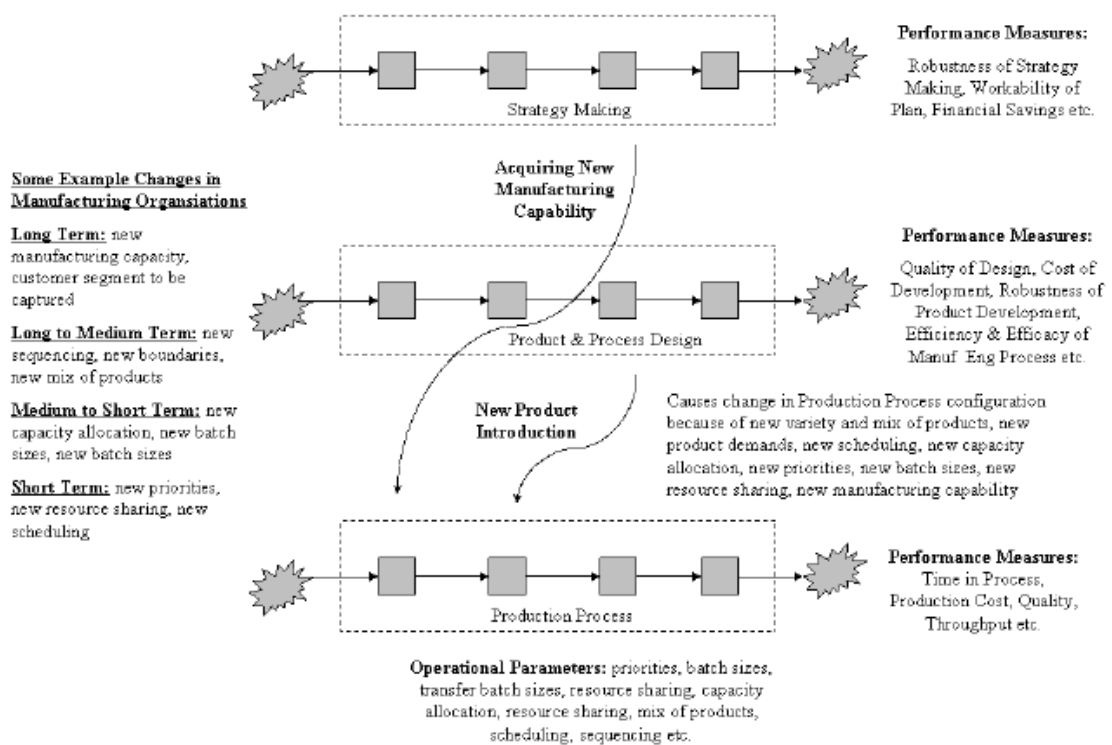 Performance Measures:
Robustness of Strategy
Making, Workability of
Plan, Financial Savings etc.
Strategy Making
Acquiring New
Manufacturing
Capability
Some Example Changes in
Manufacturing Organsiations
Long Term: new
manufacturing capacity,
customer segment to be
captured
Long to Medium Term: new
sequencing, new boundaries,
new mix of products
Medium to Short Term: new
capacity allocation, new batch
sizes, new batch sizes
Short Term: new priorities,
new resource sharing, new
scheduling
Performance Measures:
Quality of Design, Cost of
Development, Robustness of
Product Development,
Efficiency & Efficacy of
Manuf Eng Process etc.
Product & Process Design
New Product
Introduction
Causes change in Production Process configuration
because of new variety and mix of products, new
product demands, new scheduling, new capacity
allocation, new priorities, new batch sizes, new
resource sharing, new manufacturing capability
Performance Measures:
Time in Process,
Production Cost, Quality,
Throughput etc.
Production Process
Operational Parameters: priorities, batch sizes,
transfer batch sizes, resource sharing, capacity
allocation, resource sharing, mix of products,
scheduling, sequencing etc.